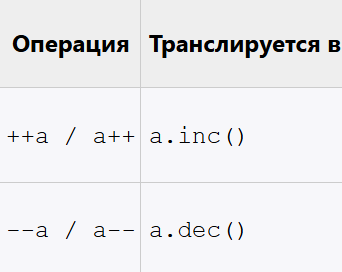 Операция Транслируется в
++a / a++ a.inc()
--a / a-- a.dec()